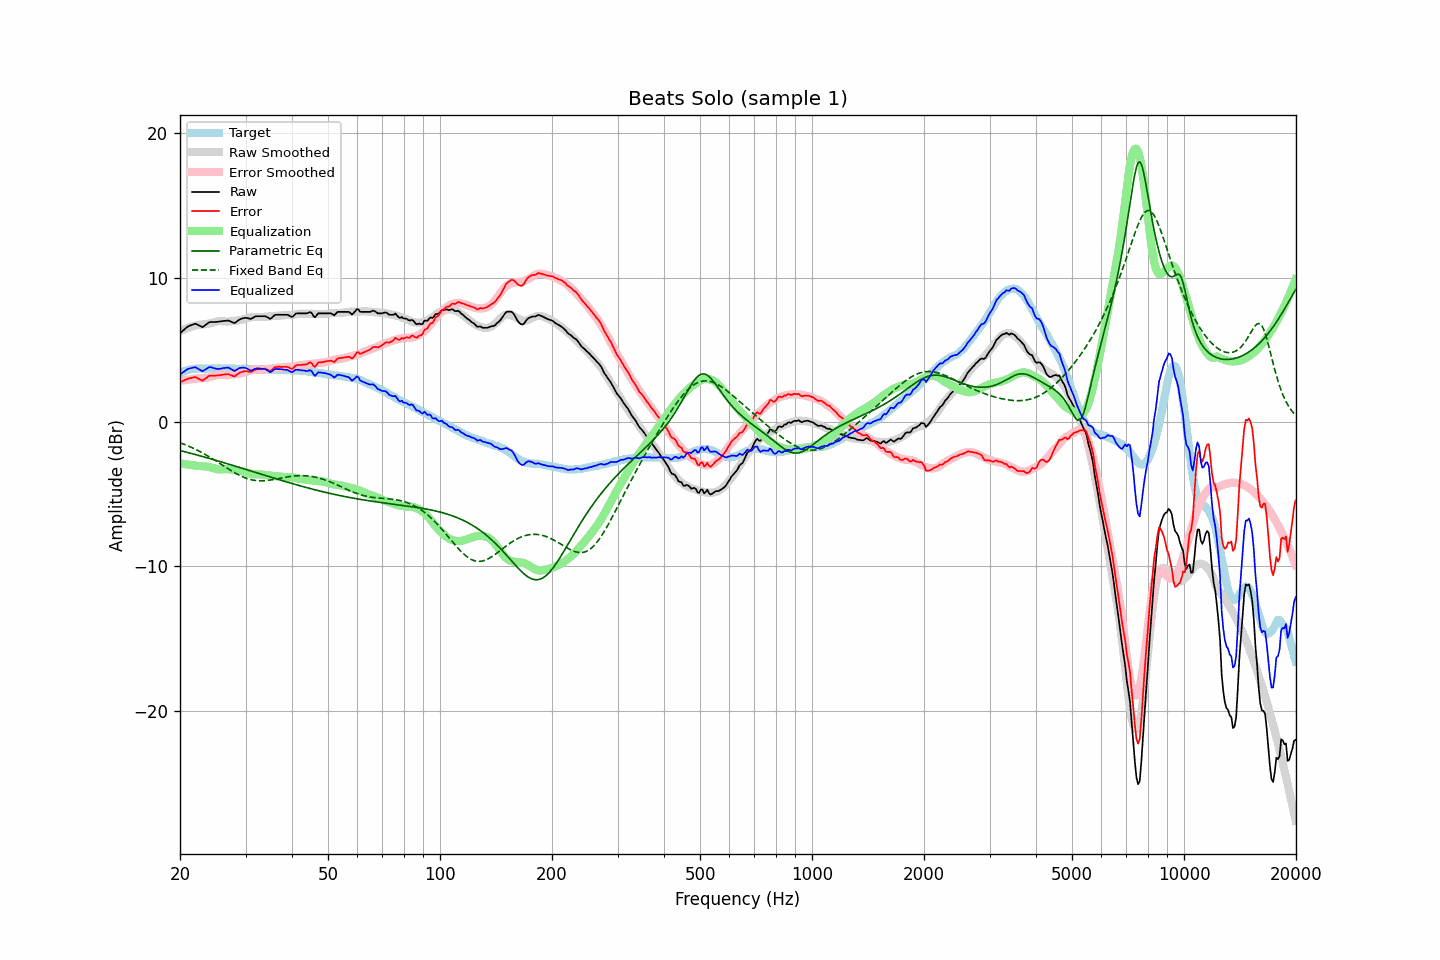 Beats Solo (sample 1)
20
10
0
−10
−20
Amplitude (dBr)
Target
Raw Smoothed
Error Smoothed
Raw
Error
Equalization
Parametric Eq
Fixed Band Eq
Equalized
20 50 100 200 500 1000 2000 5000 10000 20000
Frequency (Hz)